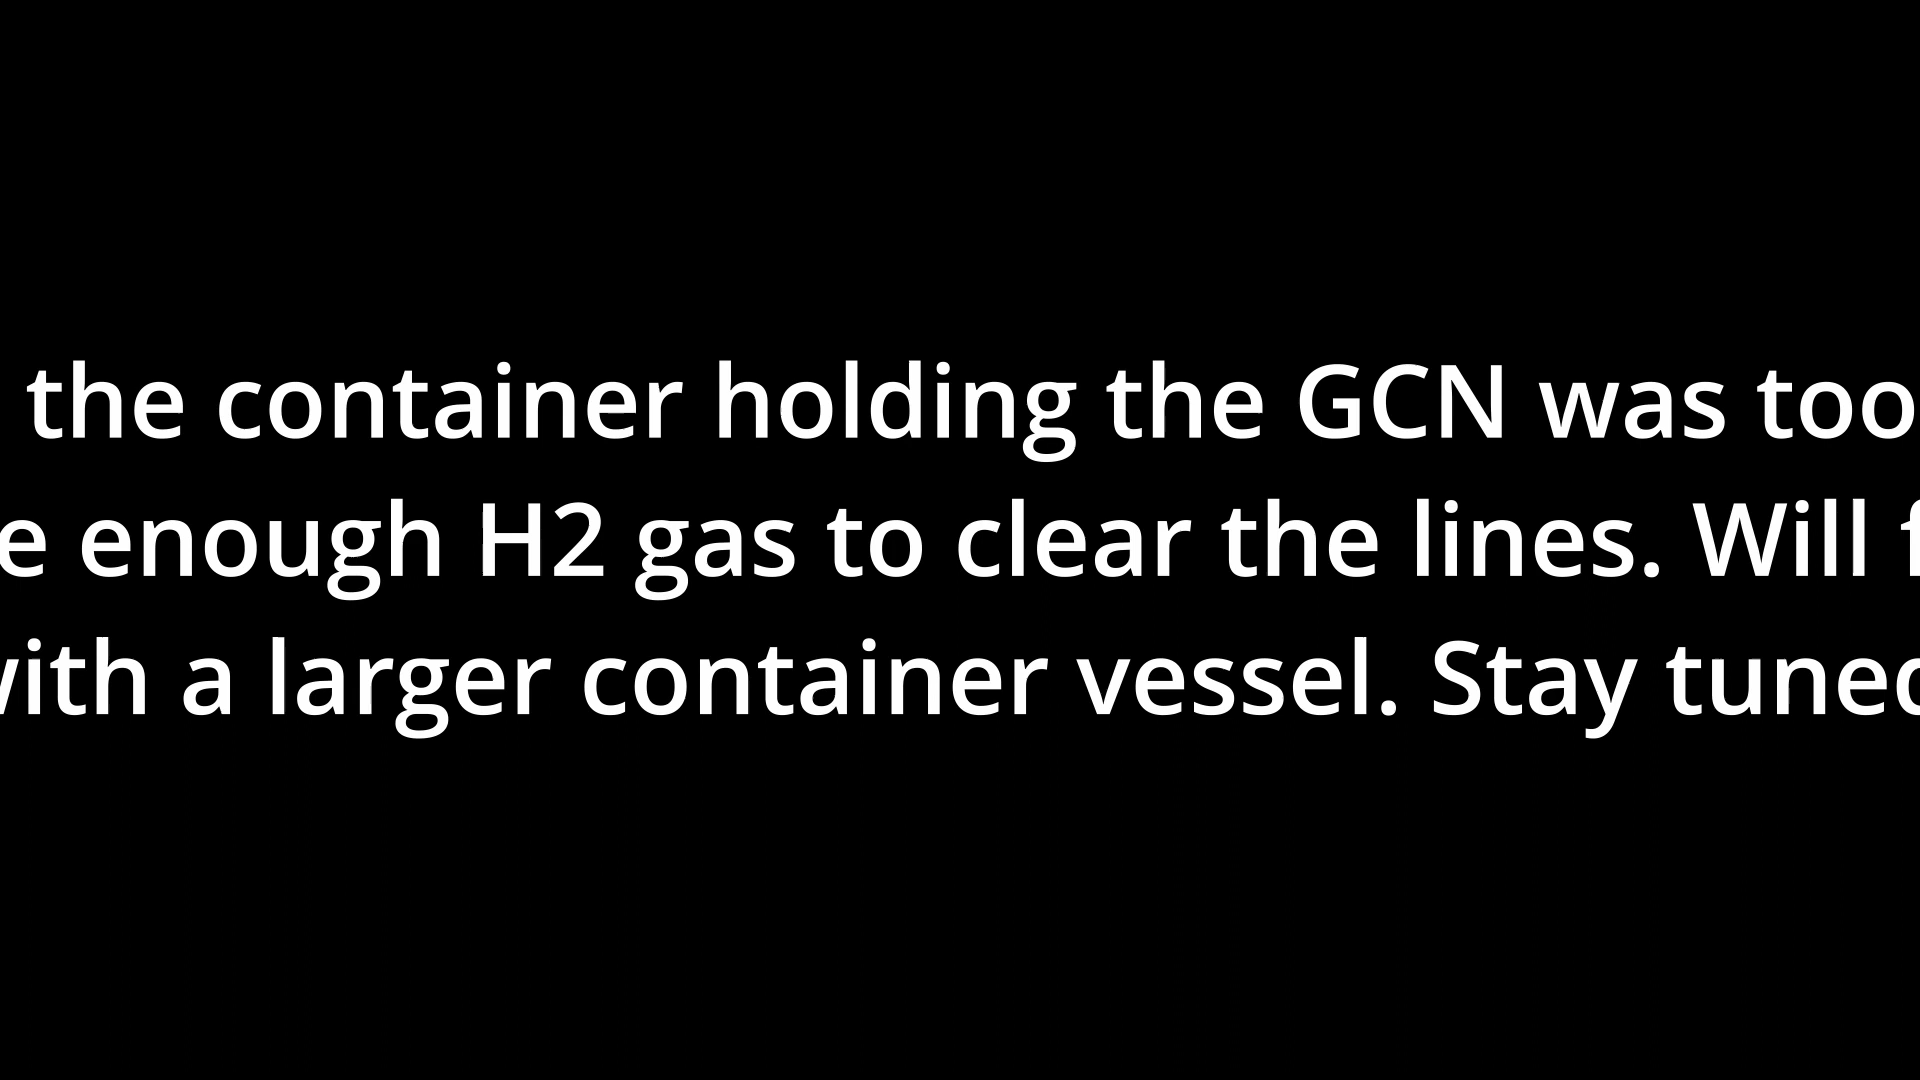 the container holding the GCN was too
enough H2 gas to clear the lines. Will
with a larger container vessel. Stay tuned